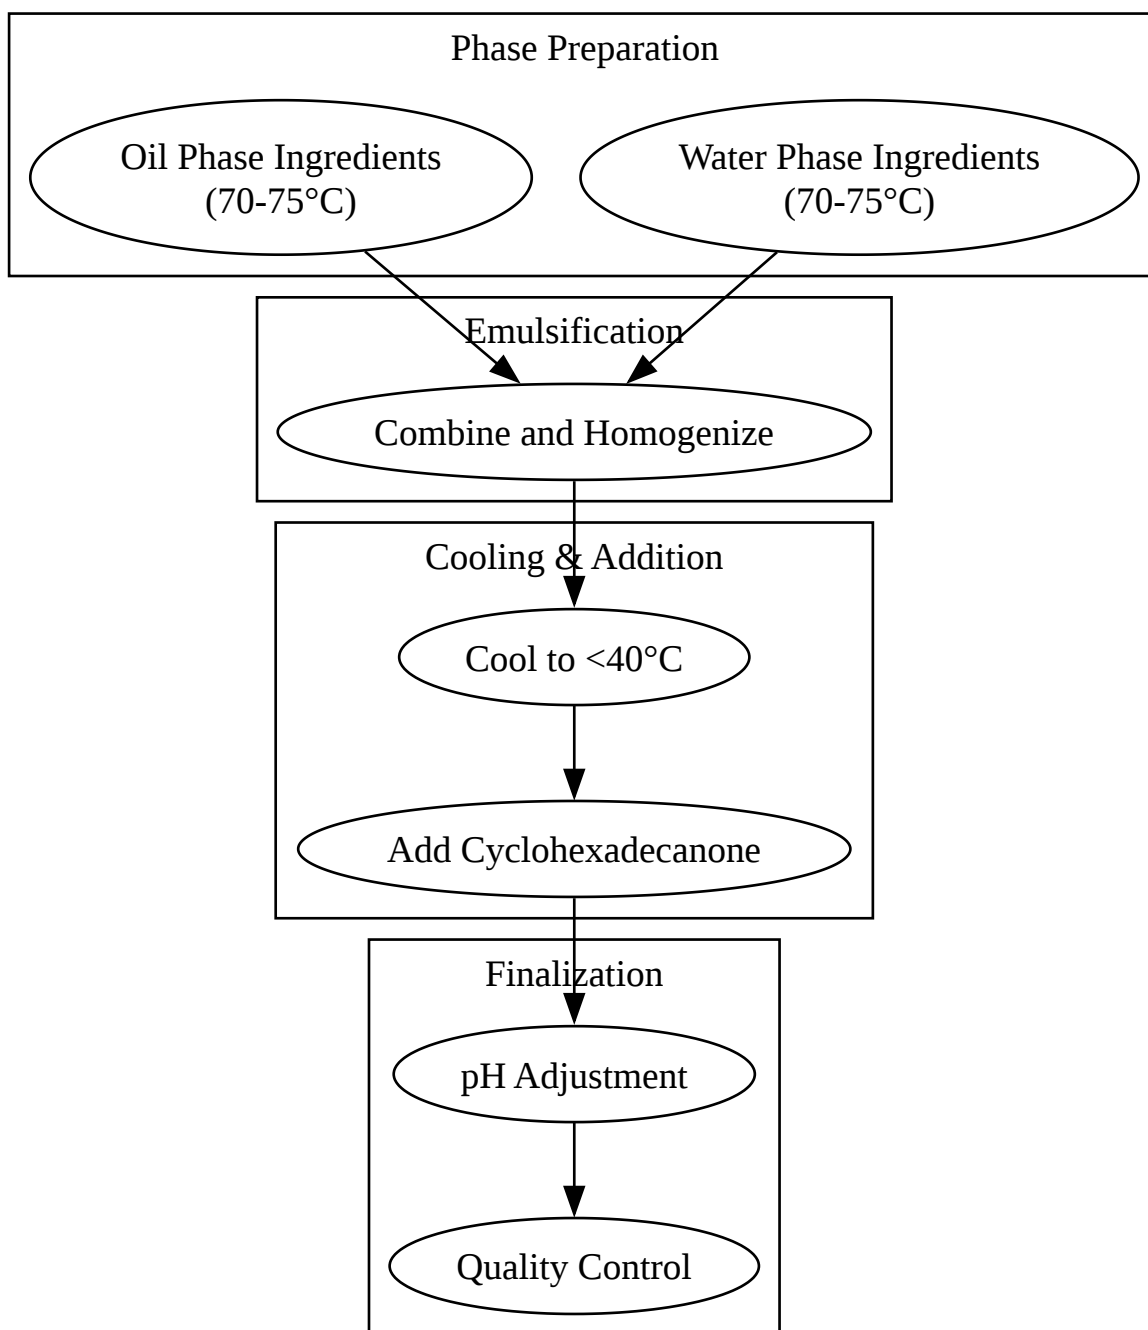 Phase Preparation
Oil Phase Ingredients
(70-75°C)
Water Phase Ingredients
(70-75°C)
Emulsification
Combine and Homogenize
Cooling & Addition
Cool to <40°C
Add Cyclohexadecanone
Finalization
pH Adjustment
Quality Control